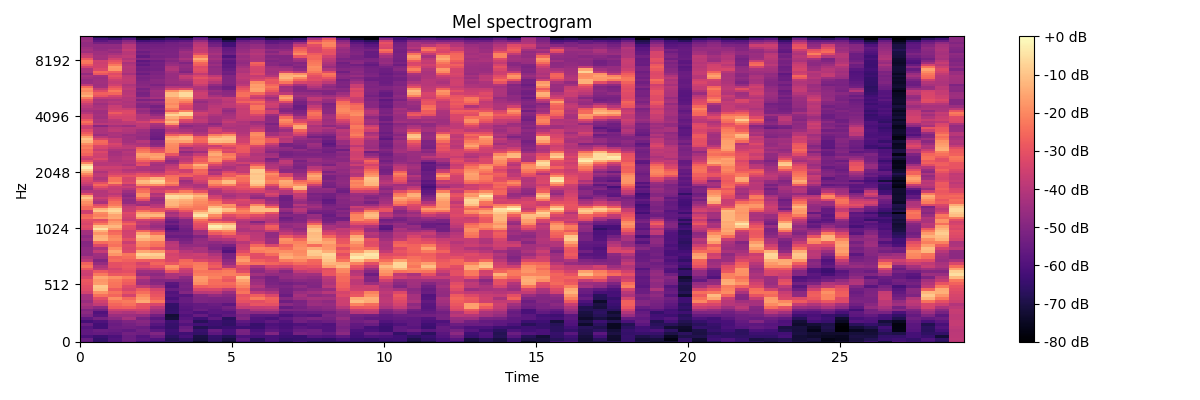 Mel spectrogram
Hz
8192
4096
2048
1024
512
0
0 5 10 15 20 25
Time
+0 dB
-10 dB
-20 dB
-30 dB
-40 dB
-50 dB
-60 dB
-70 dB
-80 dB